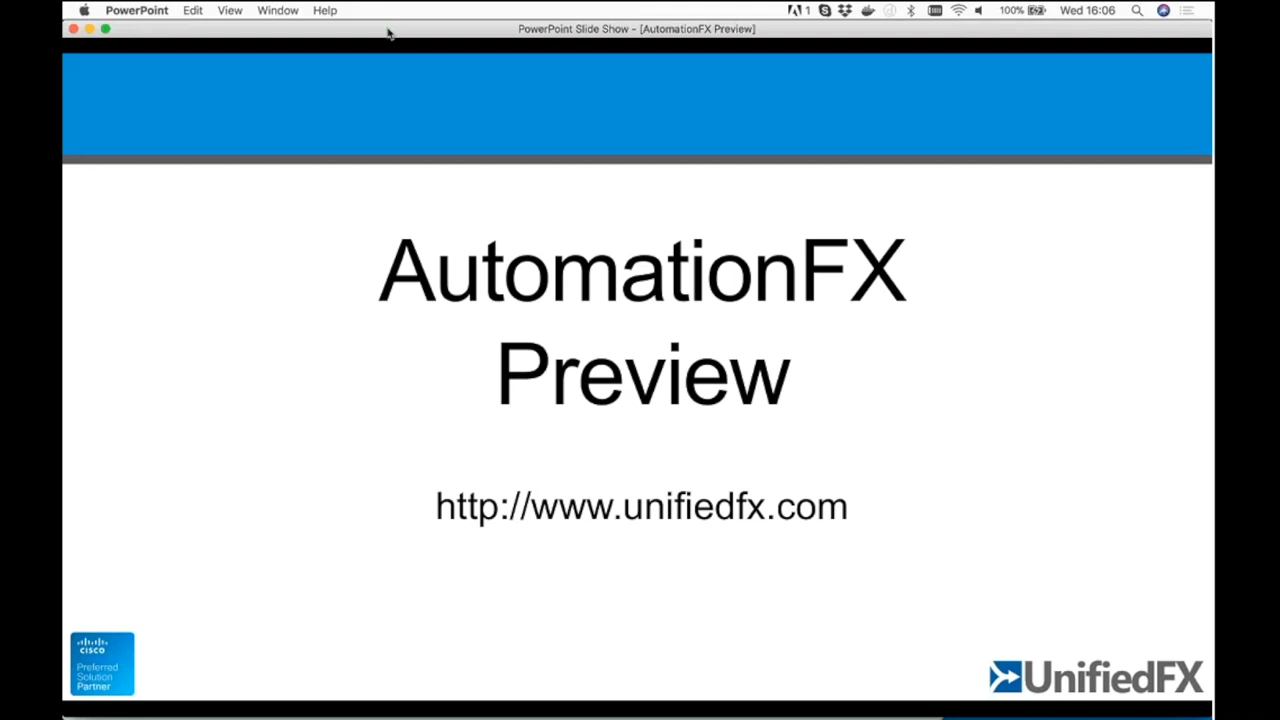 PowerPoint Edit View Window Help 1 100% Wed 16:06
PowerPoint Slide Show - [AutomationFX Preview]
AutomationFX
Preview
http://www.unifiedfx.com
CISCO
Preferred
Solution
Partner
UnifiedFX